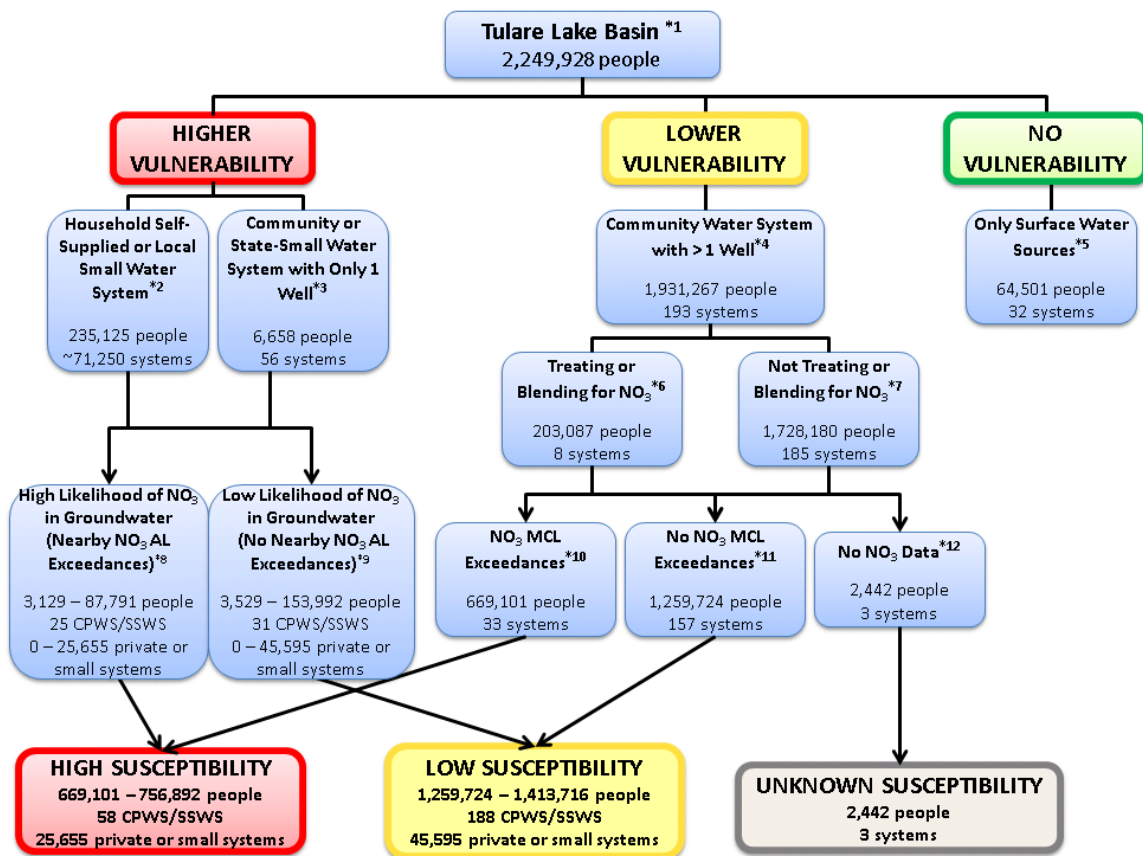 Tulare Lake Basin *1
2,249,928 people
HIGHER
VULNERABILITY
LOWER
VULNERABILITY
NO
VULNERABILITY
Household Self-
Supplied or Local
Small Water
System*2
235,125 people
~71,250 systems
Community or
State-Small Water
System with Only 1
Well*3
6,658 people
56 systems
Community Water System
with >1 Well*4
1,931,267 people
193 systems
Only Surface Water
Sources*5
64,501 people
32 systems
Treating or
Blending for NO3*6
203,087 people
8 systems
Not Treating or
Blending for NO3*7
1,728,180 people
185 systems
High Likelihood of NO3
in Groundwater
(Nearby NO3 AL
Exceedances)*8
3,129 – 87,791 people
25 CPWS/SSWS
0 – 25,655 private or
small systems
Low Likelihood of NO3
in Groundwater
(No Nearby NO3 AL
Exceedances)*9
3,529 – 153,992 people
31 CPWS/SSWS
0 – 45,595 private or
small systems
NO3 MCL
Exceedances*10
669,101 people
33 systems
No NO3 MCL
Exceedances*11
1,259,724 people
157 systems
No NO3 Data*12
2,442 people
3 systems
HIGH SUSCEPTIBILITY
669,101 – 756,892 people
58 CPWS/SSWS
25,655 private or small systems
LOW SUSCEPTIBILITY
1,259,724 – 1,413,716 people
188 CPWS/SSWS
45,595 private or small systems
UNKNOWN SUSCEPTIBILITY
2,442 people
3 systems